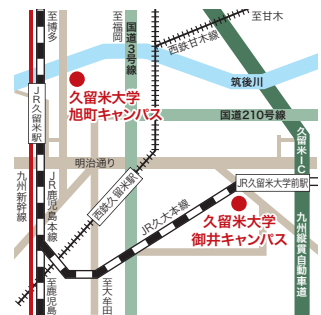 至博多
至福岡
至甘木
国道3号線
西鉄甘木線
筑後川
久留米大学
旭町キャンパス
JR久留米駅
国道210号線
久留米IC
明治通り
九州新幹線
JR鹿児島本線
西鉄久留米駅
JR久留米大学前駅
JR久大本線
久留米大学
御井キャンパス
九州縦貫自動車道
至鹿児島
至大牟田